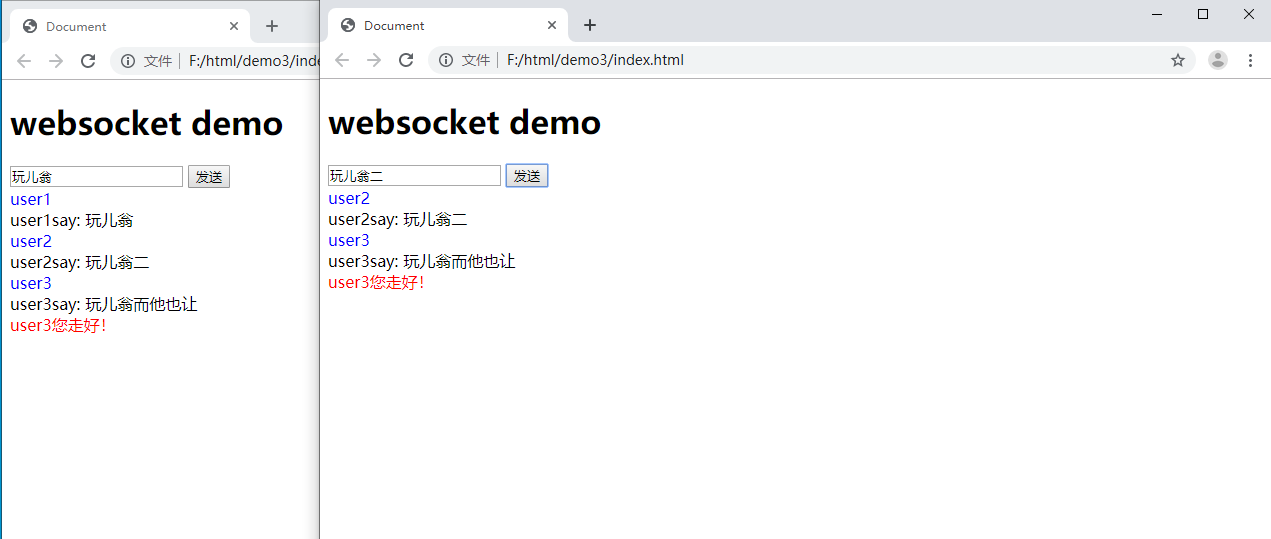 Document
文件 F:/html/demo3/inde
websocket demo
玩儿翁 发送
user1
user1say: 玩儿翁
user2
user2say: 玩儿翁二
user3
user3say: 玩儿翁而他也让
user3您走好！
Document
文件 F:/html/demo3/index.html
websocket demo
玩儿翁二 发送
user2
user2say: 玩儿翁二
user3
user3say: 玩儿翁而他也让
user3您走好！